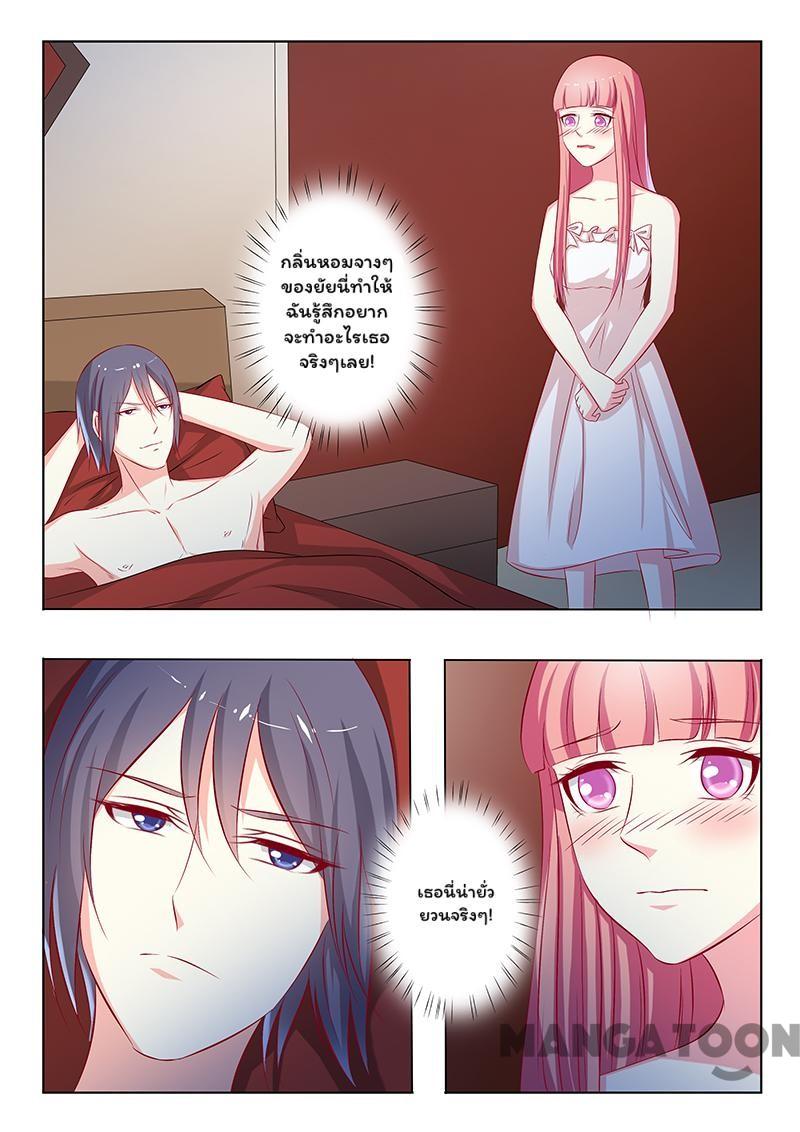 กลิ่นหอมจางๆ
ของยัยนี่ทำให้
ฉันรู้สึกอยาก
จะทำอะไรเธอ
จริงๆเลย!
เธอนี่น่ายั่ว
ยวนจริงๆ!
MANGATOON